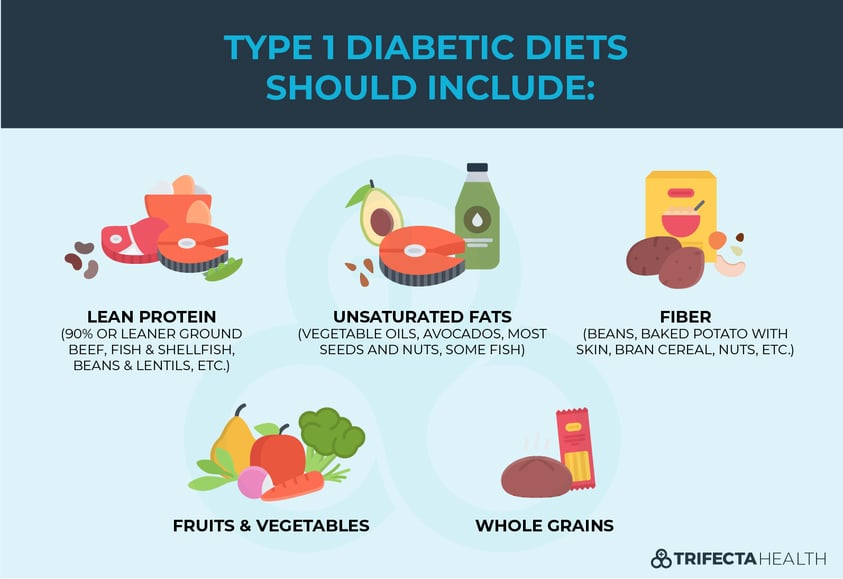 TYPE 1 DIABETIC DIETS
SHOULD INCLUDE:
LEAN PROTEIN
(90% OR LEANER GROUND
BEEF, FISH & SHELLFISH,
BEANS & LENTILS, ETC.)
UNSATURATED FATS
(VEGETABLE OILS, AVOCADOS, MOST
SEEDS AND NUTS, SOME FISH)
FIBER
(BEANS, BAKED POTATO WITH
SKIN, BRAN CEREAL, NUTS, ETC.)
FRUITS & VEGETABLES
WHOLE GRAINS
TRIFECTA HEALTH